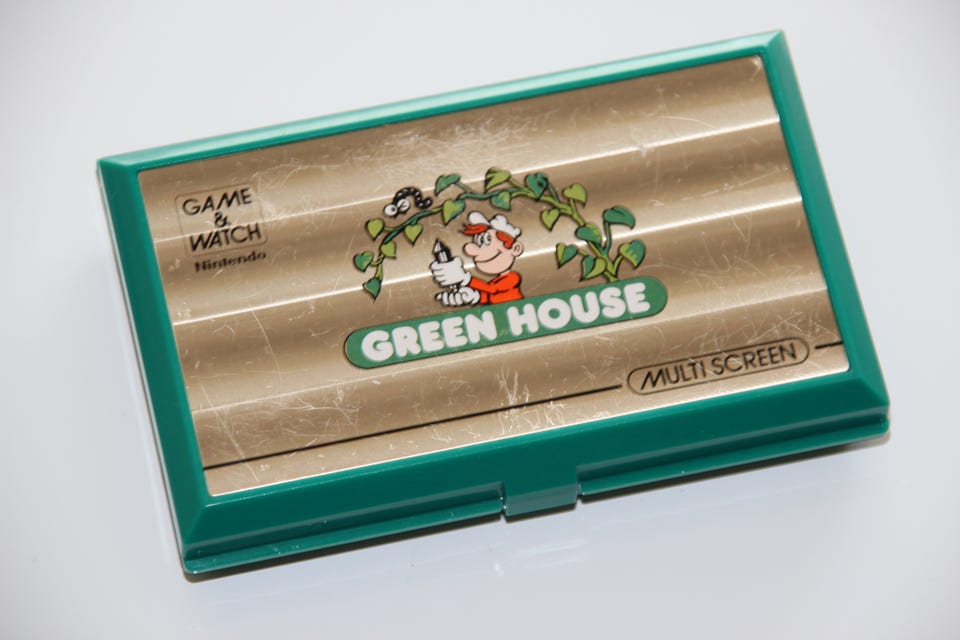 GAME
&
WATCH
Nintendo
GREEN HOUSE
MULTI SCREEN